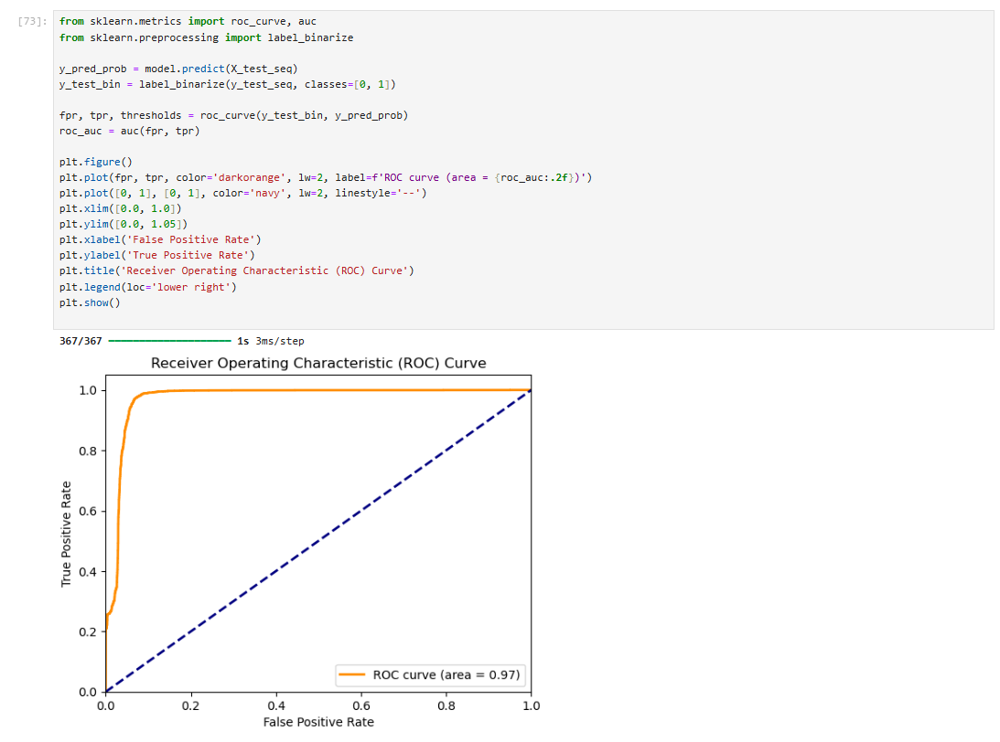 [73]: from sklearn.metrics import roc_curve, auc
from sklearn.preprocessing import label_binarize
y_pred_prob = model.predict(X_test_seq)
y_test_bin = label_binarize(y_test_seq, classes=[0, 1])
fpr, tpr, thresholds = roc_curve(y_test_bin, y_pred_prob)
roc_auc = auc(fpr, tpr)
plt.figure()
plt.plot(fpr, tpr, color='darkorange', lw=2, label=f'ROC curve (area = {roc_auc:.2f})')
plt.plot([0, 1], [0, 1], color='navy', lw=2, linestyle='--')
plt.xlim([0.0, 1.0])
plt.ylim([0.0, 1.05])
plt.xlabel('False Positive Rate')
plt.ylabel('True Positive Rate')
plt.title('Receiver Operating Characteristic (ROC) Curve')
plt.legend(loc='lower right')
plt.show()
367/367 1s 3ms/step
Receiver Operating Characteristic (ROC) Curve
1.0
0.8
0.6
0.4
0.2
0.0
True Positive Rate
ROC curve (area = 0.97)
0.0 0.2 0.4 0.6 0.8 1.0
False Positive Rate